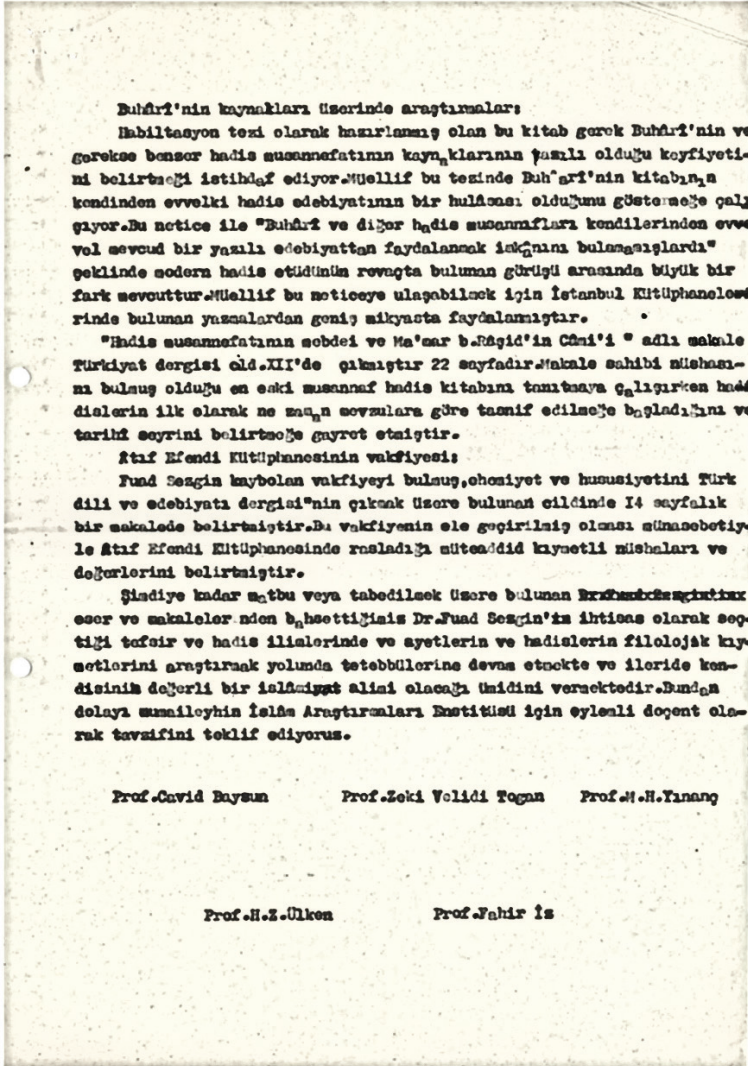 Buhârî'nin kaynakları üzerinde araştırmalar:
Habiltasyon tezi olarak hazırlanmış olan bu kitab gerek Buhârî'nin ve
gerekse benzer hadis musannefatının kaynaklarının yazılı olduğu keyfiyeti-
ni belirtmeği istihdaf ediyor.Müellif bu tezinde Buh^arî'nin kitabının
kendinden evvelki hadis edebiyatının bir hulâsası olduğunu göstermeğe çalı
şıyor.Bu netice ile "Buhârî ve diğer hadis musannıfları kendilerinden evve
vel mevcud bir yazılı edebiyattan faydalanmak imkânını bulamamışlardı"
şeklinde modern hadis etüdünün revaçta bulunan görüşü arasında büyük bir
fark mevcuttur.Müellif bu neticeye ulaşabilmek için İstanbul Kütüphanele
rinde bulunan yazmalardan geniş mikyasta faydalanmıştır.
"Hadis musannefatının mebdei ve Ma'mar b.Râşid'in Câmi'i " adlı makale
Türkiyat dergisi cild.XII'de çıkmıştır 22 sayfadır.Makale sahibi nüshası-
nı bulmuş olduğu en eski musannaf hadis kitabını tanıtmaya çalışırken ha
dislerin ilk olarak ne zaman mevzulara göre tasnif edilmeğe başladığını ve
tarihî seyrini belirtmeğe gayret etmiştir.
Âtıf Efendi Kütüphanesinin vakfiyesi:
Fuad Sezgin kaybolan vakfiyeyi bulmuş,ehemiyet ve hususiyetini Türk
dili ve edebiyatı dergisi"nin çıkmak üzere bulunan cildinde I4 sayfalık
bir makalede belirtmiştir.Bu vakfiyenin ele geçirilmiş olması münasebetiy-
le Âtıf Efendi Kütüphanesinde rasladığı müteaddid kıymetli nüshaları ve
değerlerini belirtmiştir.
Şimdiye kadar matbu veya tabedilmek üzere bulunan
eser ve makaleler nden bahsettiğimiz Dr.Fuad Sezgin'in ihtisas olarak seç-
tiği tefsir ve hadis ilimlerinde ve ayetlerin ve hadislerin filolojik kıy-
metlerini araştırmak yolunda tetebbülerine devam etmekte ve ileride ken-
disinin değerli bir islâmiyat alimi olacağı ümidini vermektedir.Bundan
dolayı mumaileyhin İslâm Araştırmaları Enstitüsü için eylemli doçent ola-
rak tavzifini teklif ediyoruz.
Prof.Cavid Baysun Prof.Zeki Velidi Togan Prof.M.H.Yınanç
Prof.H.Z.Ülken Prof.Fahir İz